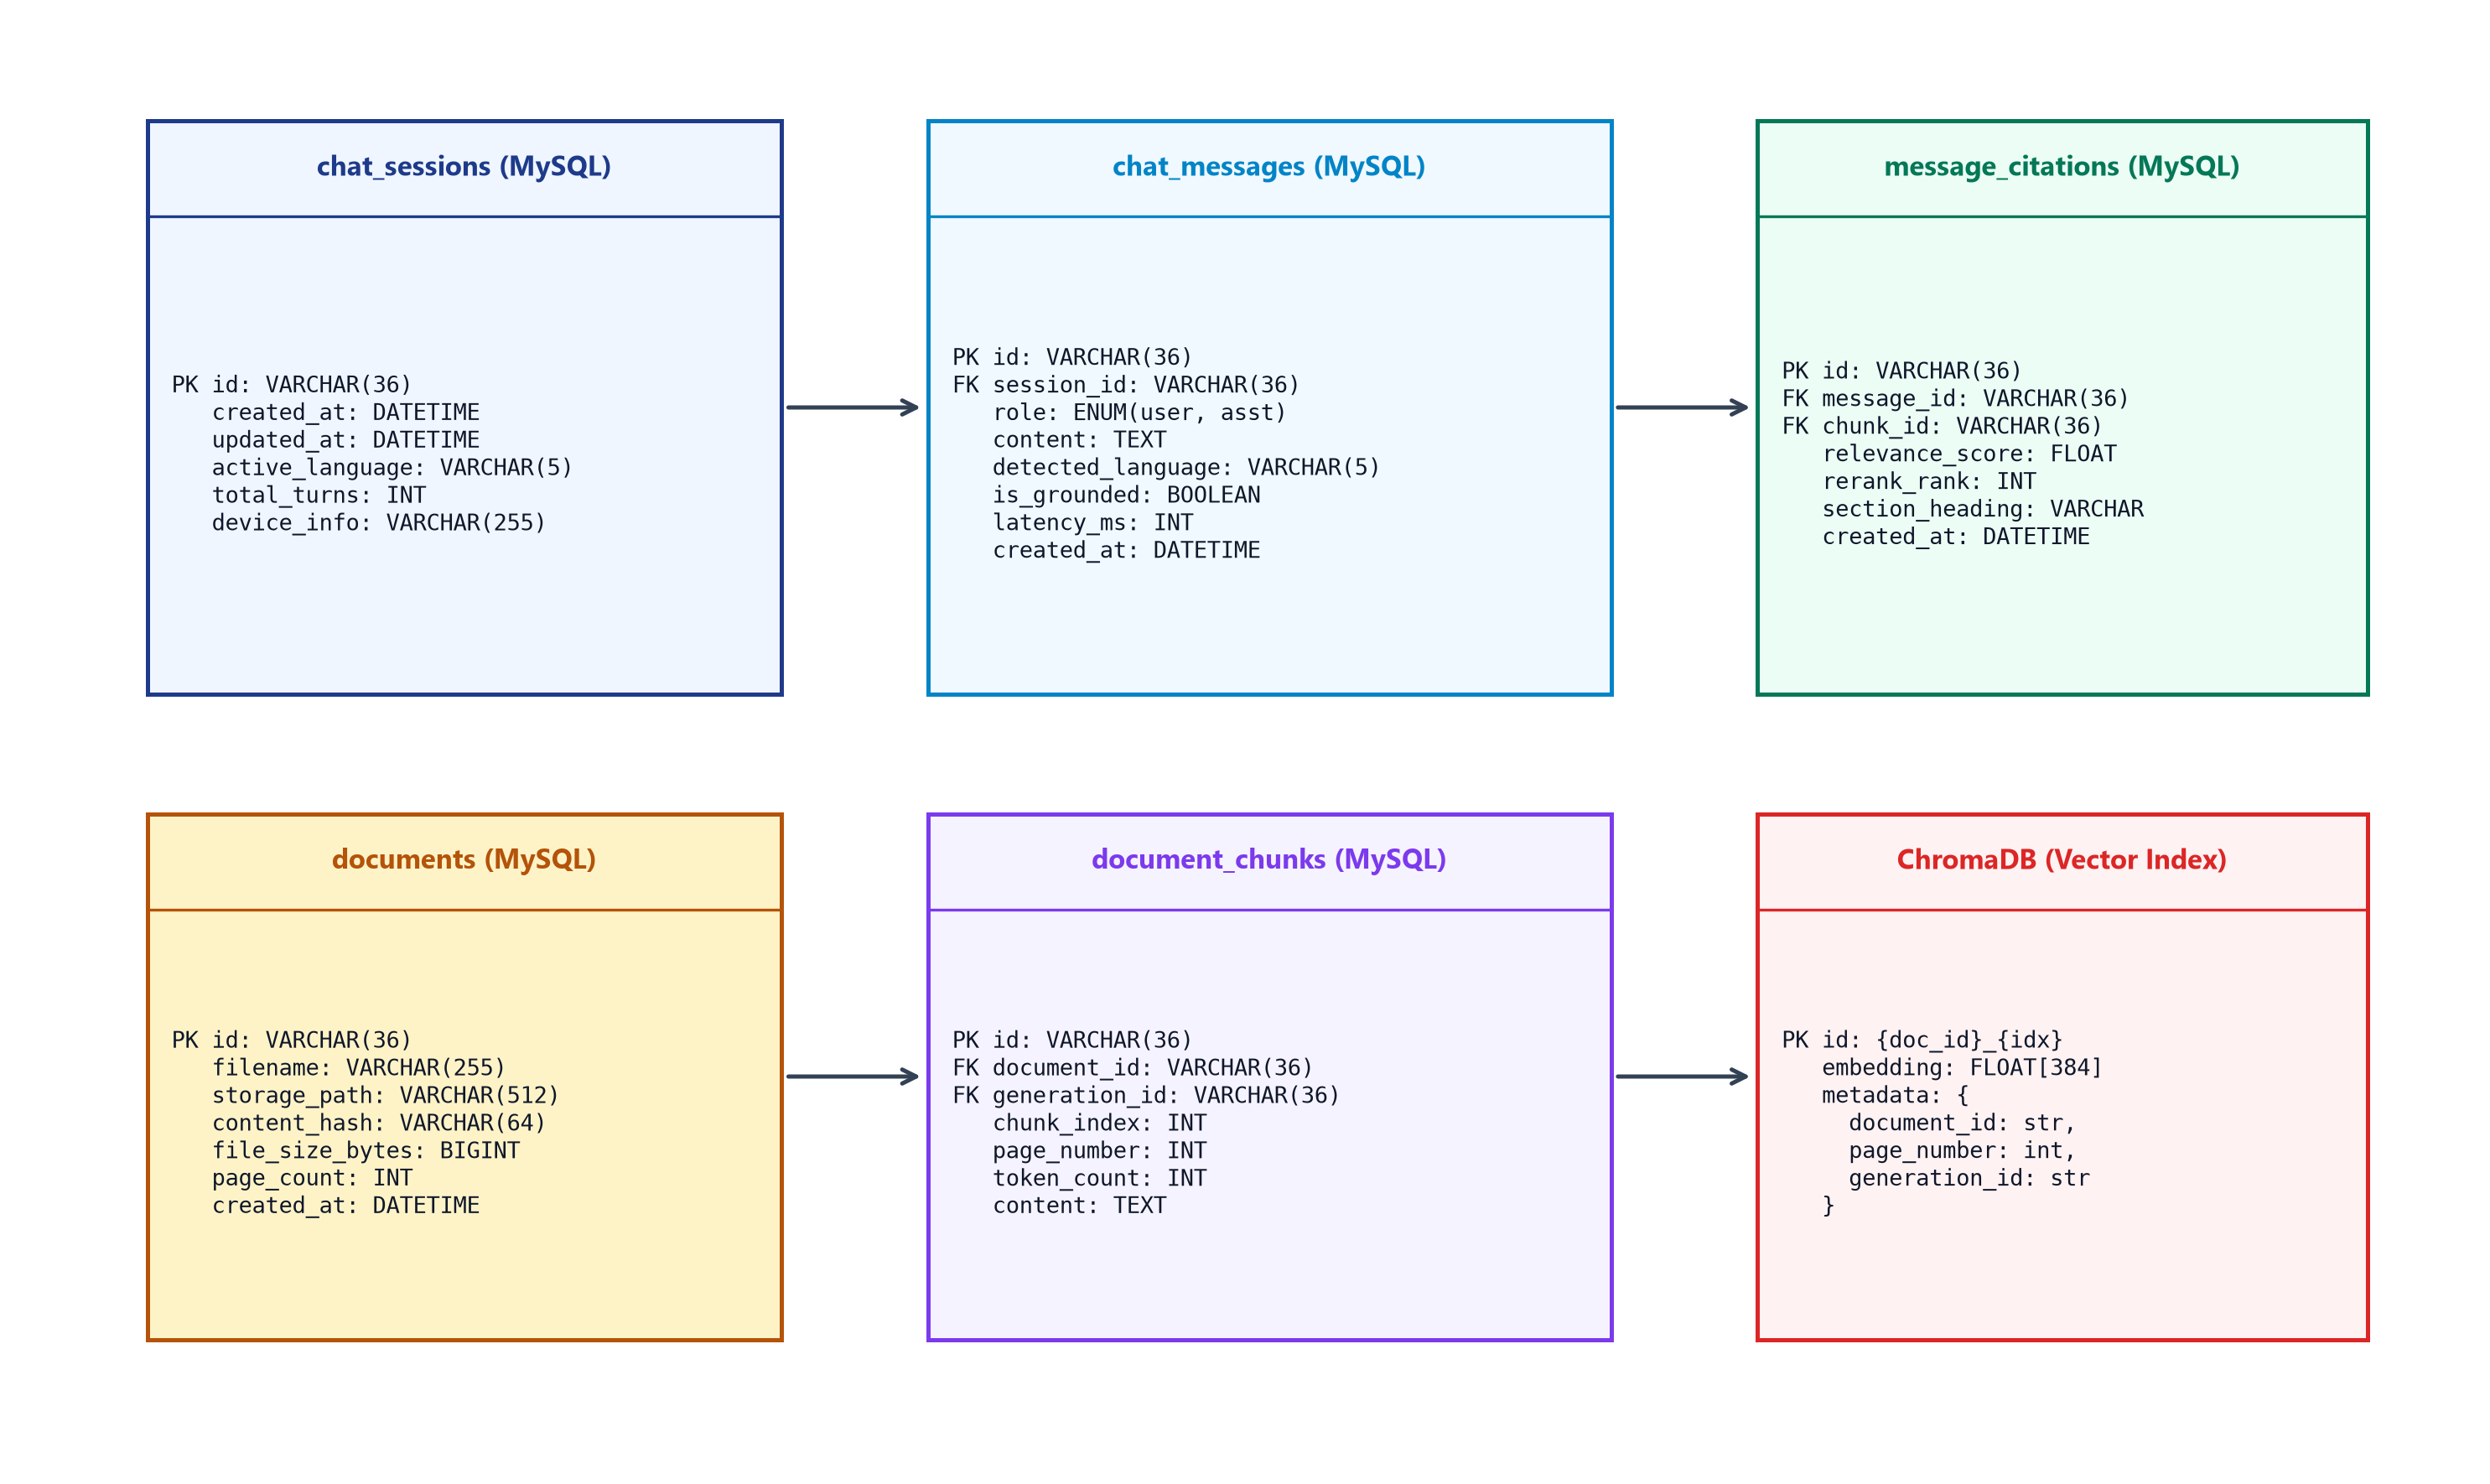 chat_sessions (MySQL)
PK id: VARCHAR(36)
created_at: DATETIME
updated_at: DATETIME
active_language: VARCHAR(5)
total_turns: INT
device_info: VARCHAR(255)
chat_messages (MySQL)
PK id: VARCHAR(36)
FK session_id: VARCHAR(36)
role: ENUM(user, asst)
content: TEXT
detected_language: VARCHAR(5)
is_grounded: BOOLEAN
latency_ms: INT
created_at: DATETIME
message_citations (MySQL)
PK id: VARCHAR(36)
FK message_id: VARCHAR(36)
FK chunk_id: VARCHAR(36)
relevance_score: FLOAT
rerank_rank: INT
section_heading: VARCHAR
created_at: DATETIME
documents (MySQL)
PK id: VARCHAR(36)
filename: VARCHAR(255)
storage_path: VARCHAR(512)
content_hash: VARCHAR(64)
file_size_bytes: BIGINT
page_count: INT
created_at: DATETIME
document_chunks (MySQL)
PK id: VARCHAR(36)
FK document_id: VARCHAR(36)
FK generation_id: VARCHAR(36)
chunk_index: INT
page_number: INT
token_count: INT
content: TEXT
ChromaDB (Vector Index)
PK id: {doc_id}_{idx}
embedding: FLOAT[384]
metadata: {
document_id: str,
page_number: int,
generation_id: str
}